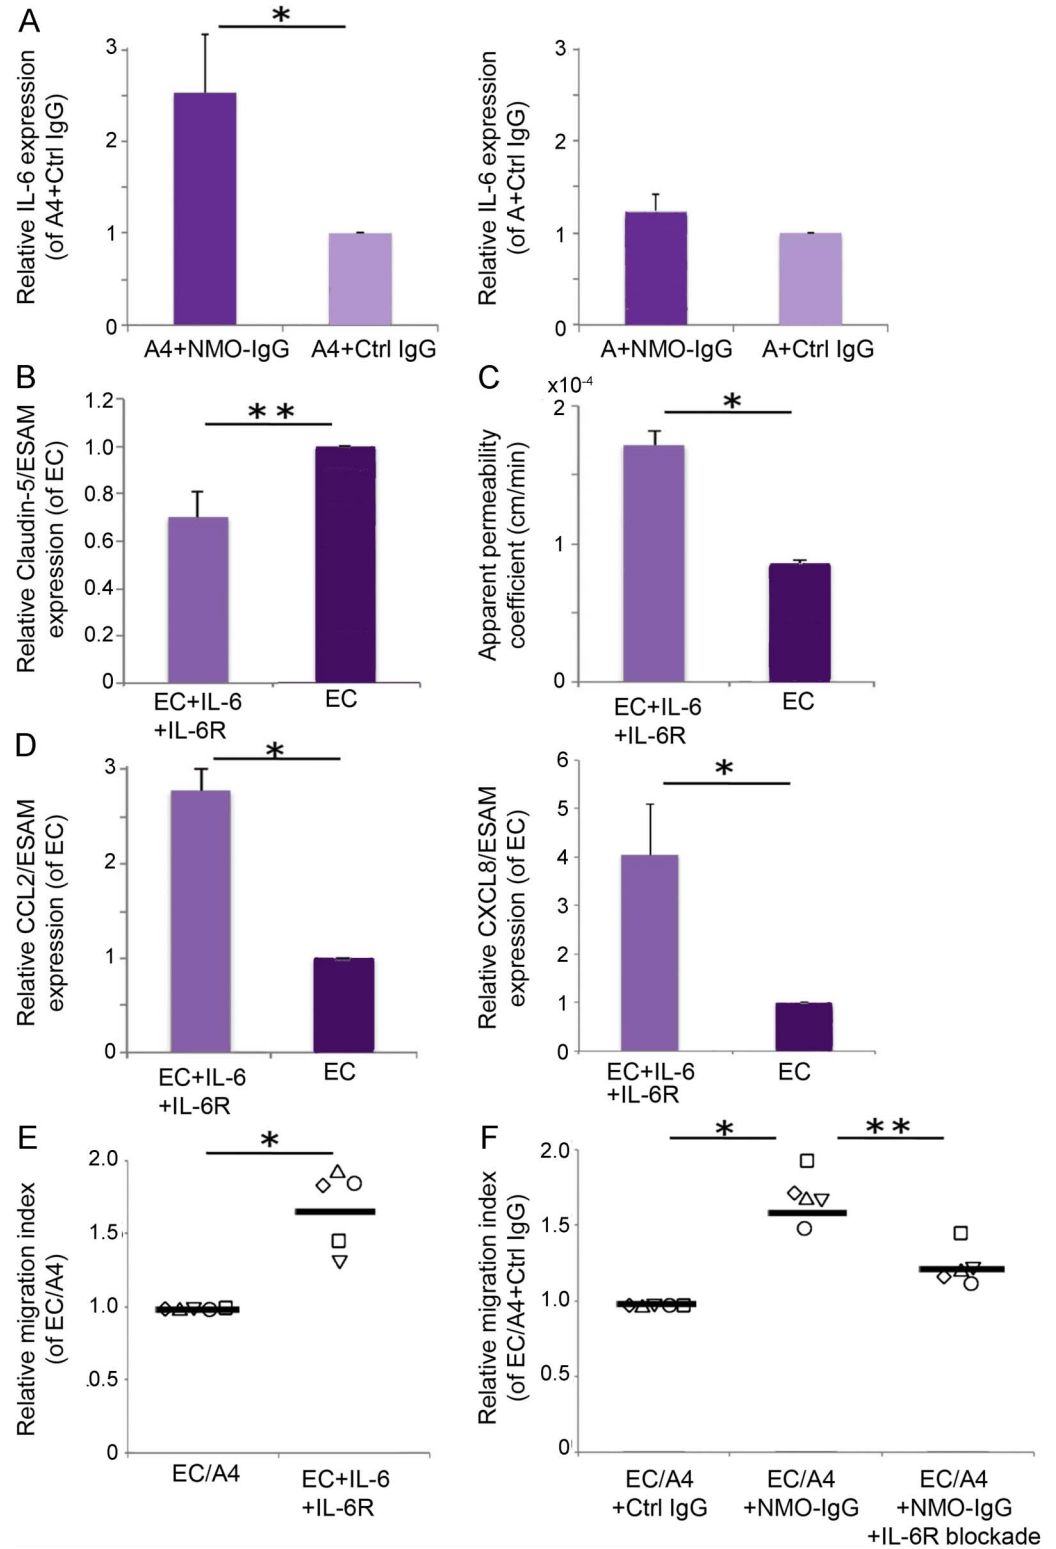 A
*
Relative IL-6 expression
(of A4+Ctrl IgG)
3
2
1
0
A4+NMO-IgG
A4+Ctrl IgG
Relative IL-6 expression
(of A+Ctrl IgG)
3
2
1
0
A+NMO-IgG
A+Ctrl IgG
B
**
Relative Claudin-5/ESAM
expression (of EC)
1.2
1.0
0.8
0.6
0.4
0.2
0
EC+IL-6
+IL-6R
EC
C
x10-4
*
Apparent permeability
coefficient (cm/min)
2
1
0
EC+IL-6
+IL-6R
EC
D
*
Relative CCL2/ESAM
expression (of EC)
3
2
1
0
EC+IL-6
+IL-6R
EC
*
Relative CXCL8/ESAM
expression (of EC)
6
5
4
3
2
1
0
EC+IL-6
+IL-6R
EC
E
*
Relative migration index
(of EC/A4)
2.0
1.5
1.0
0.5
0
EC/A4
EC+IL-6
+IL-6R
F
*
**
Relative migration index
(of EC/A4+Ctrl IgG)
2.0
1.5
1.0
0.5
0
EC/A4
+Ctrl IgG
EC/A4
+NMO-IgG
EC/A4
+NMO-IgG
+IL-6R blockade